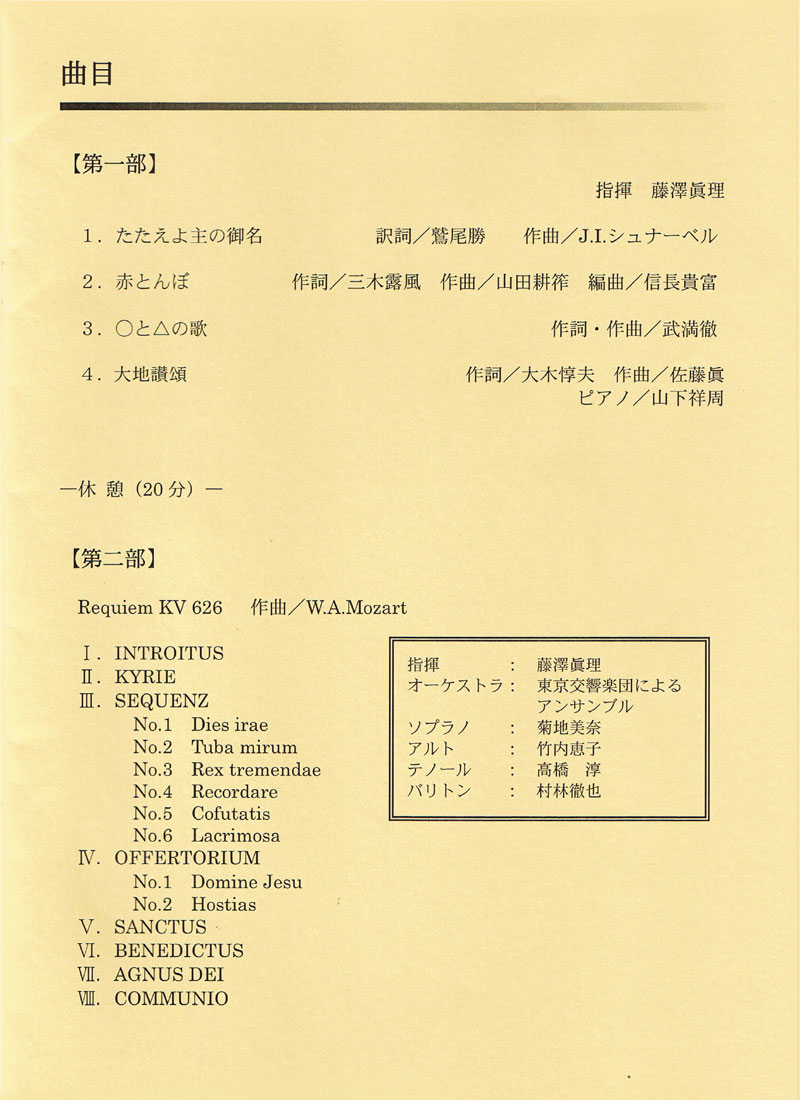 曲目
【第一部】
指揮　藤澤眞理
１．たたえよ主の御名　訳詞／鷲尾勝　作曲／J.I.シュナーベル
２．赤とんぼ　作詞／三木露風　作曲／山田耕筰　編曲／信長貴富
３．○と△の歌　作詞・作曲／武満徹
４．大地讃頌　作詞／大木惇夫　作曲／佐藤眞
ピアノ／山下祥周
―休 憩（20 分）―
【第二部】
Requiem KV 626　作曲／W.A.Mozart
Ⅰ．INTROITUS
Ⅱ．KYRIE
Ⅲ．SEQUENZ
No.1　Dies irae
No.2　Tuba mirum
No.3　Rex tremendae
No.4　Recordare
No.5　Cofutatis
No.6　Lacrimosa
Ⅳ．OFFERTORIUM
No.1　Domine Jesu
No.2　Hostias
Ⅴ．SANCTUS
Ⅵ．BENEDICTUS
Ⅶ．AGNUS DEI
Ⅷ．COMMUNIO
指揮　：　藤澤眞理
オーケストラ：　東京交響楽団による
アンサンブル
ソプラノ　：　菊地美奈
アルト　：　竹内恵子
テノール　：　高橋　淳
バリトン　：　村林徹也